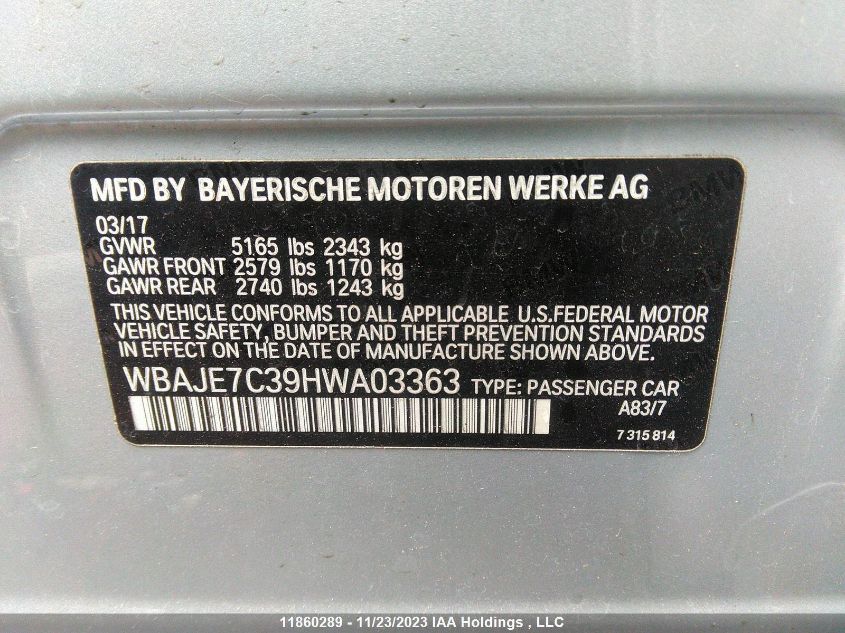 MFD BY BAYERISCHE MOTOREN WERKE AG
03/17
GVWR 5165 lbs 2343 kg
GAWR FRONT 2579 lbs 1170 kg
GAWR REAR 2740 lbs 1243 kg
THIS VEHICLE CONFORMS TO ALL APPLICABLE U.S.FEDERAL MOTOR
VEHICLE SAFETY, BUMPER AND THEFT PREVENTION STANDARDS
IN EFFECT ON THE DATE OF MANUFACTURE SHOWN ABOVE.
WBAJE7C39HWA03363 TYPE: PASSENGER CAR
A83/7
7 315 814
11860289 - 11/23/2023 IAA Holdings , LLC